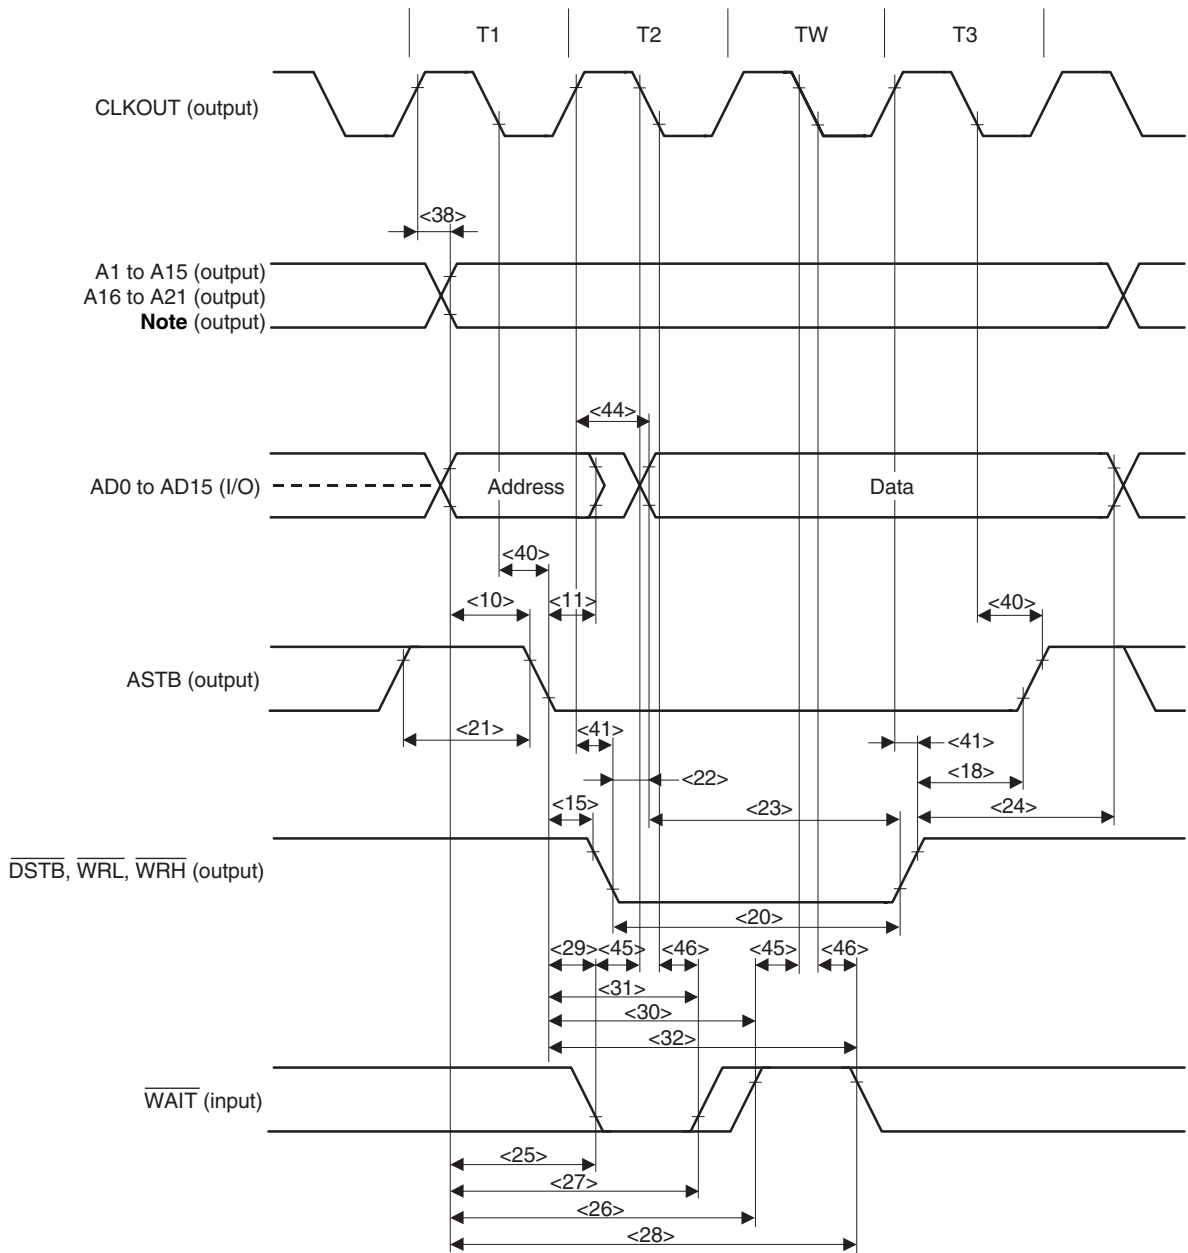 T1 T2 TW T3
CLKOUT (output)
<38>
A1 to A15 (output)
A16 to A21 (output)
Note (output)
<44>
AD0 to AD15 (I/O) Address Data
<40>
<10> <11> <40>
ASTB (output)
<21> <41> <41>
<22> <18>
<15> <23> <24>
DSTB, WRL, WRH (output)
<20>
<29> <45> <46> <45> <46>
<31>
<30>
<32>
WAIT (input)
<25>
<27>
<26>
<28>